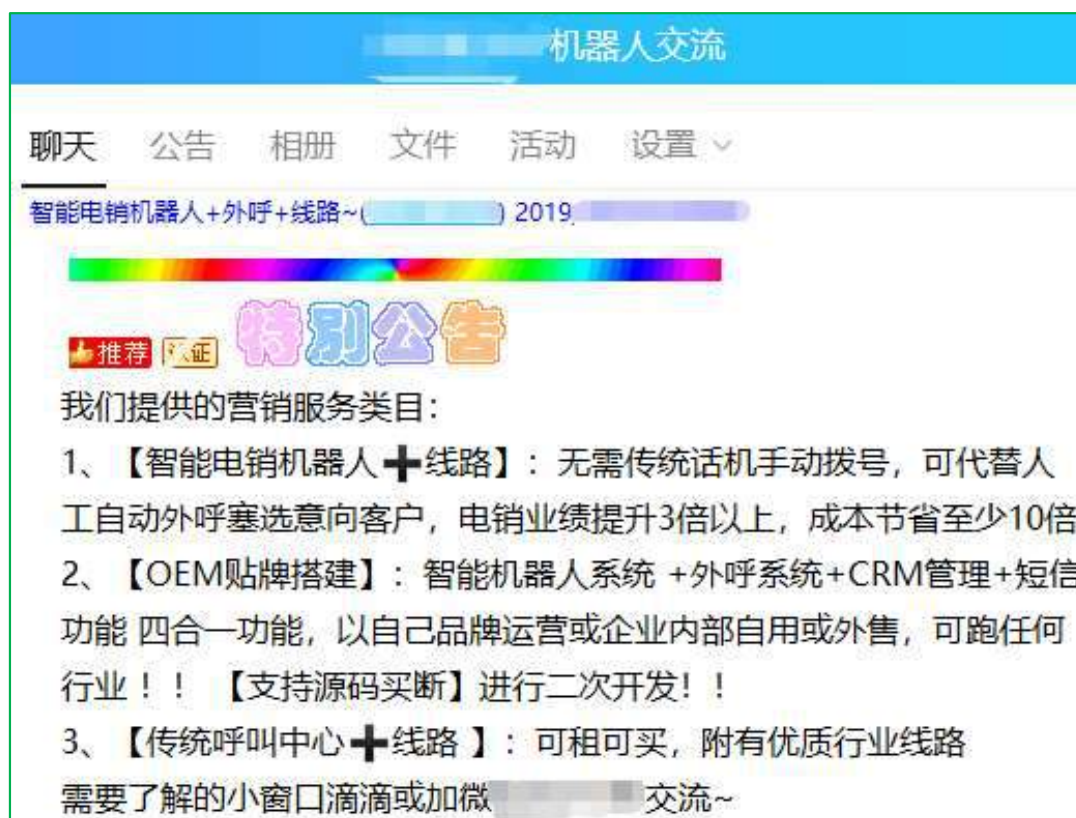 机器人交流
聊天 公告 相册 文件 活动 设置
智能电销机器人+外呼+线路~( ) 2019
推荐 认证 特别公告
我们提供的营销服务类目：
1、【智能电销机器人➕线路】：无需传统话机手动拨号，可代替人
工自动外呼塞选意向客户，电销业绩提升3倍以上，成本节省至少10倍
2、【OEM贴牌搭建】：智能机器人系统 +外呼系统+CRM管理+短信
功能 四合一功能，以自己品牌运营或企业内部自用或外售，可跑任何
行业！！ 【支持源码买断】进行二次开发！！
3、【传统呼叫中心➕线路 】：可租可买，附有优质行业线路
需要了解的小窗口滴滴或加微 交流~